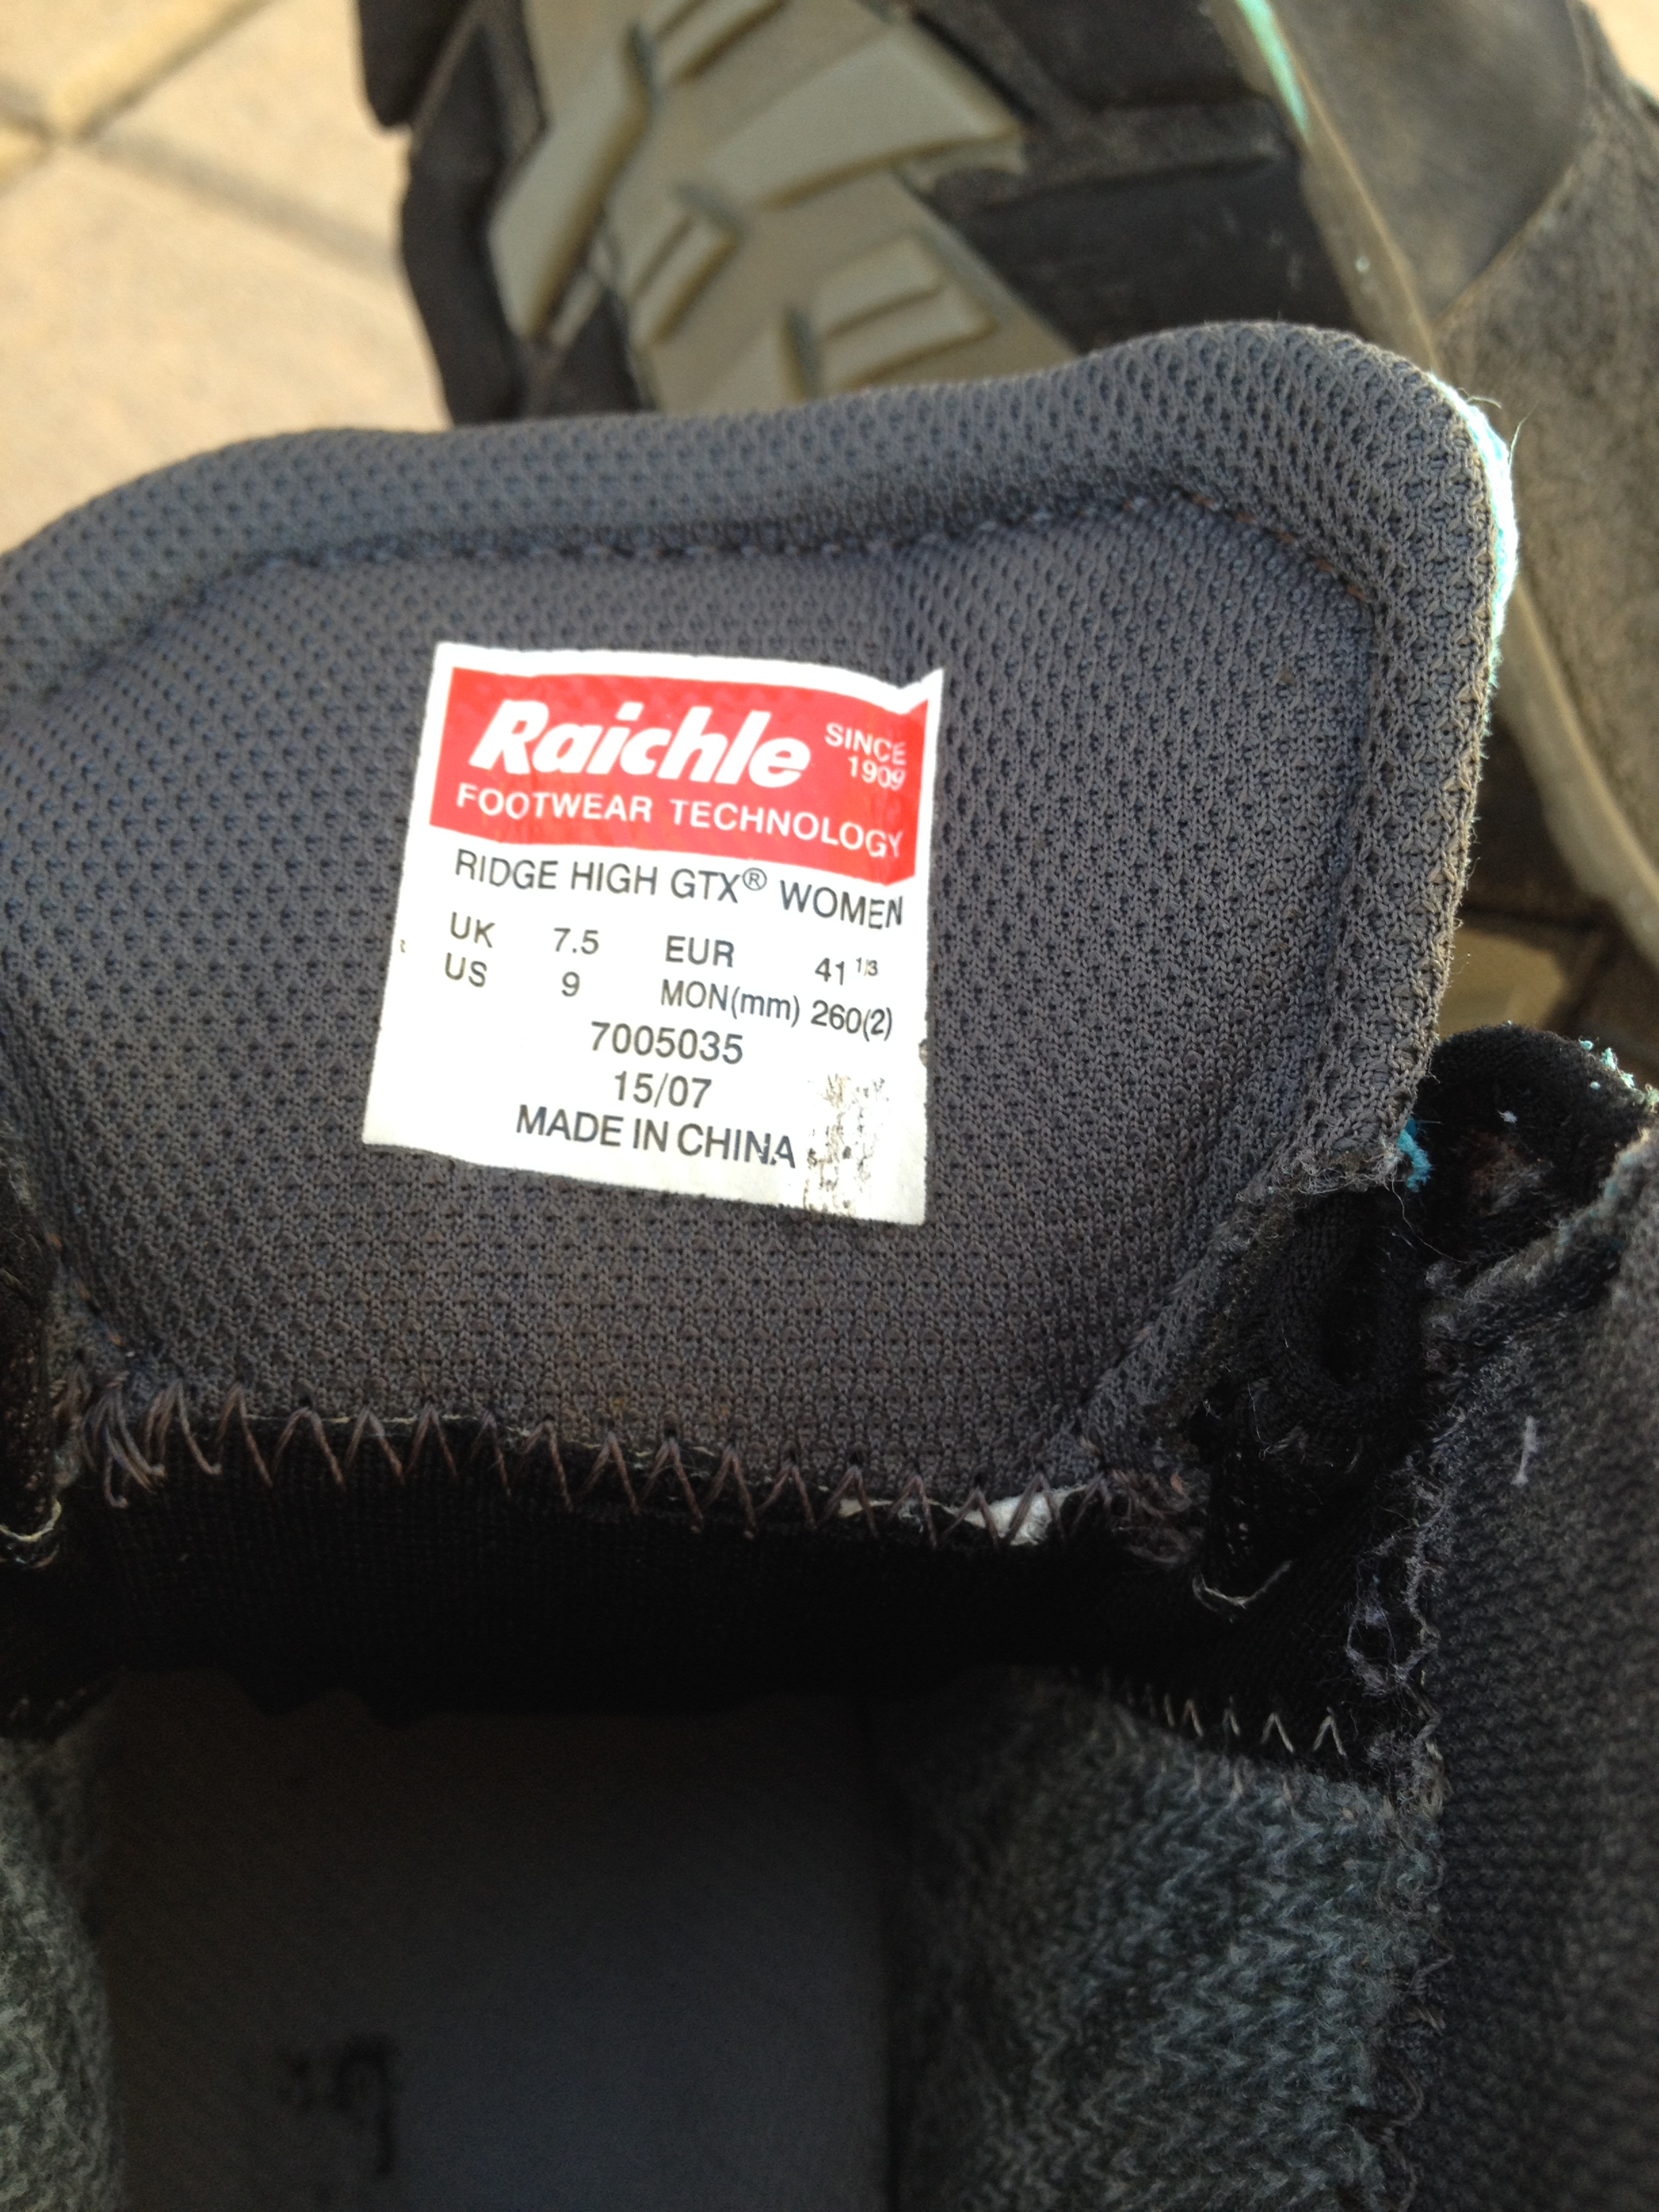 Raichle SINCE 1909
FOOTWEAR TECHNOLOGY
RIDGE HIGH GTX® WOMEN
UK 7.5 EUR 41 1/3
US 9 MON(mm) 260(2)
7005035
15/07
MADE IN CHINA